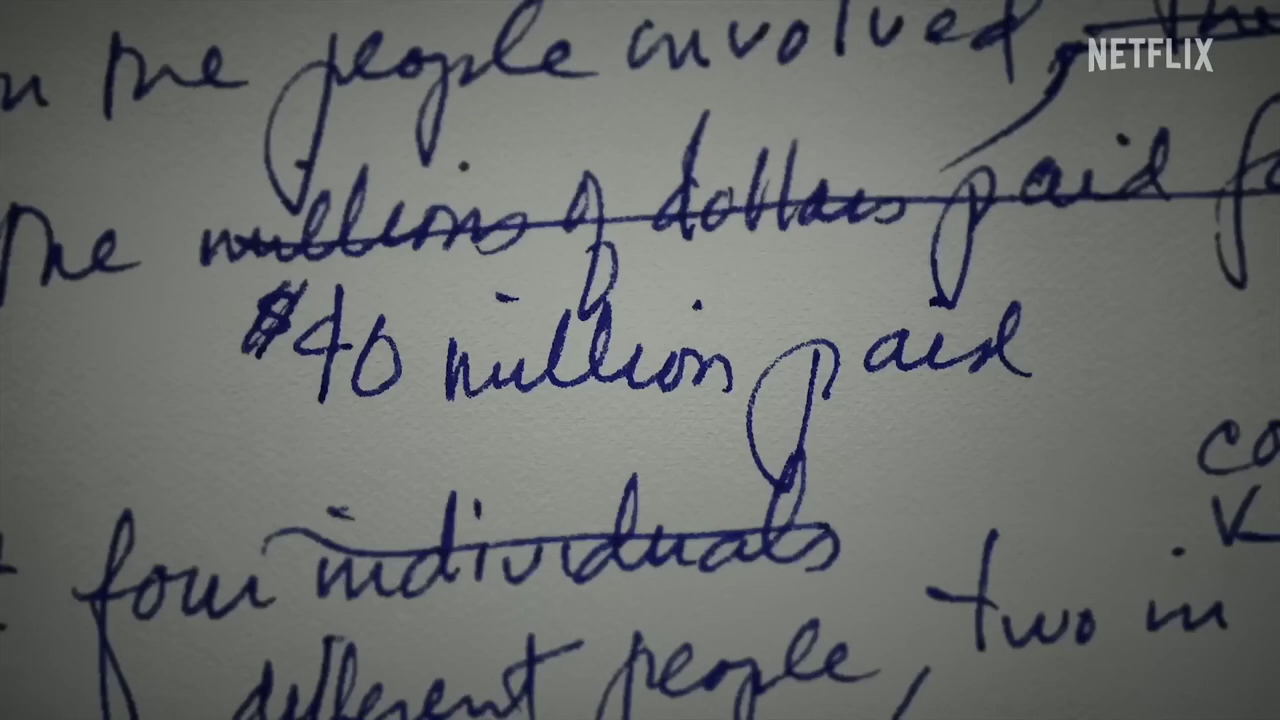 NETFLIX
the people involved,
the millions of dollars paid
$40 million paid
four individuals
different people, two in